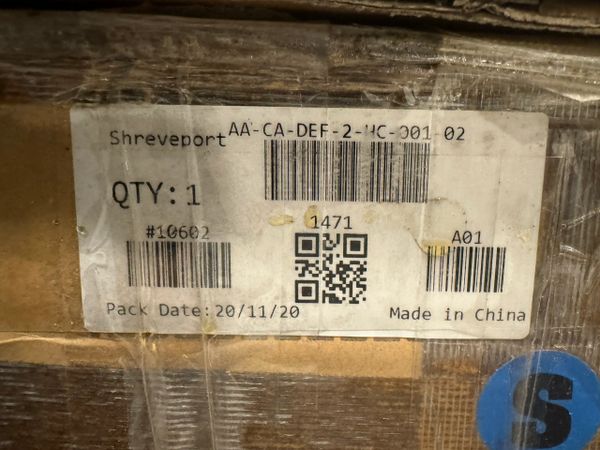 Shreveport AA-CA-DEF-2-HC-001-02
QTY: 1
#10602
1471
A01
Pack Date: 20/11/20
Made in China
S